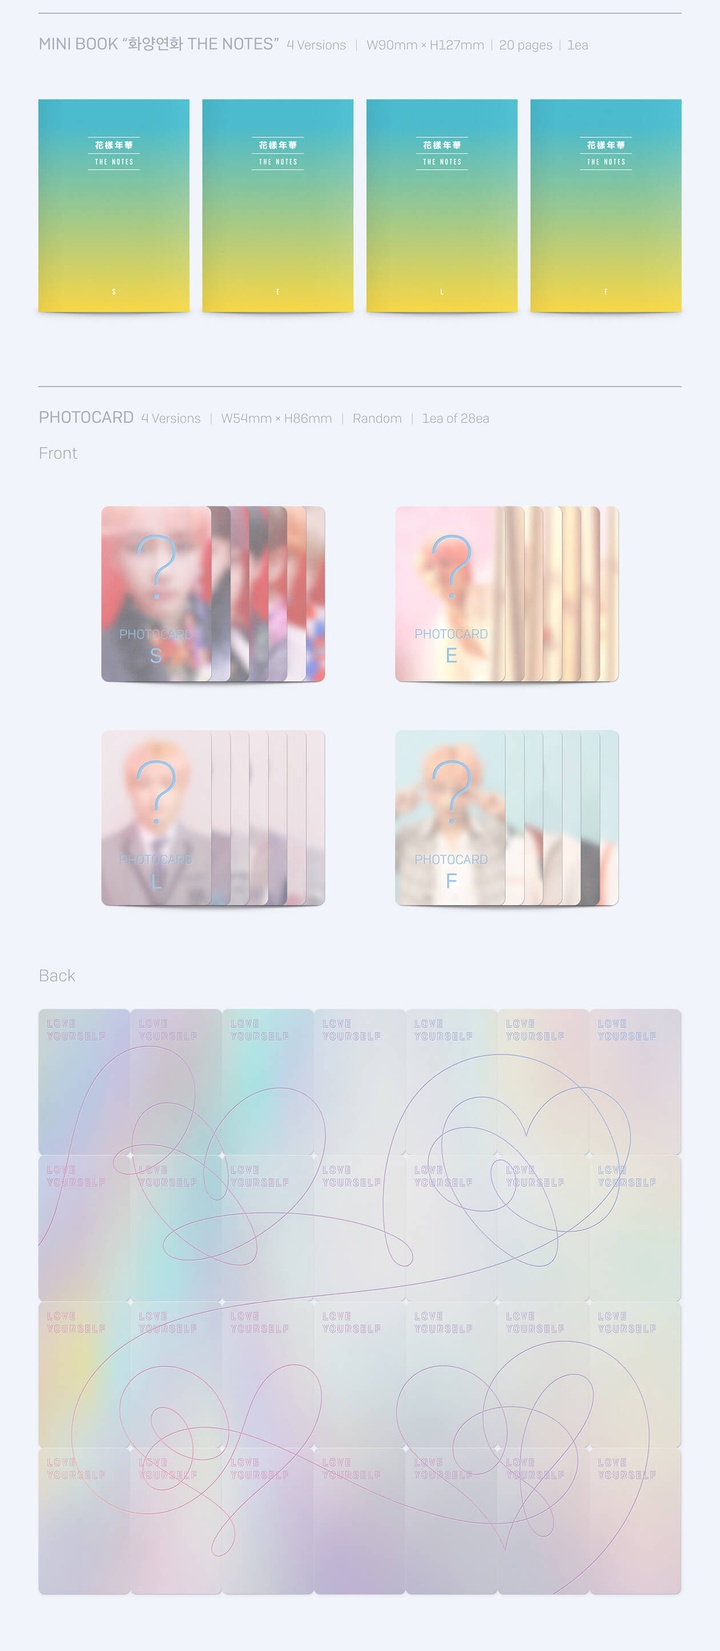 MINI BOOK “화양연화 THE NOTES” 4 Versions | W90mm × H127mm | 20 pages | 1ea
花樣年華
THE NOTES
S
花樣年華
THE NOTES
花樣年華
THE NOTES
L
花樣年華
THE NOTES
PHOTOCARD 4 Versions | W54mm × H86mm | Random | 1ea of 28ea
Front
?
PHOTOCARD
S
?
PHOTOCARD
E
?
PHOTOCARD
L
?
PHOTOCARD
F
Back
LOVE
YOURSELF
LOVE
YOURSELF
LOVE
YOURSELF
LOVE
YOURSELF
LOVE
YOURSELF
LOVE
YOURSELF
LOVE
YOURSELF
LOVE
YOURSELF
LOVE
YOURSELF
LOVE
YOURSELF
LOVE
YOURSELF
LOVE
YOURSELF
LOVE
YOURSELF
LOVE
YOURSELF
LOVE
YOURSELF
LOVE
YOURSELF
LOVE
YOURSELF
LOVE
YOURSELF
LOVE
YOURSELF
LOVE
YOURSELF
LOVE
YOURSELF
LOVE
YOURSELF
LOVE
YOURSELF
LOVE
YOURSELF
LOVE
YOURSELF
LOVE
YOURSELF
LOVE
YOURSELF
LOVE
YOURSELF